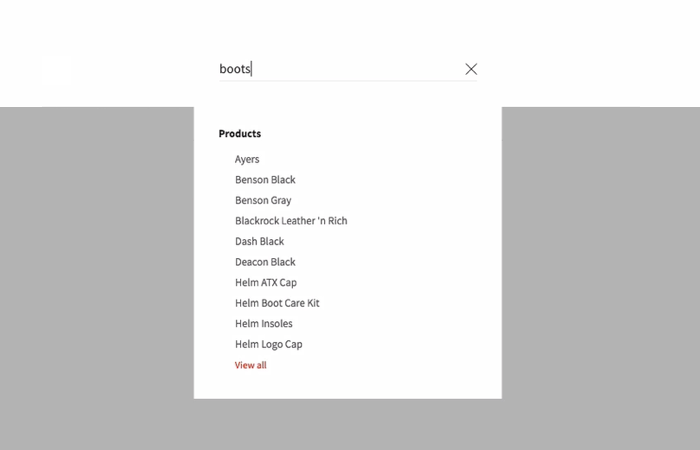 boots
Products
Ayers
Benson Black
Benson Gray
Blackrock Leather 'n Rich
Dash Black
Deacon Black
Helm ATX Cap
Helm Boot Care Kit
Helm Insoles
Helm Logo Cap
View all